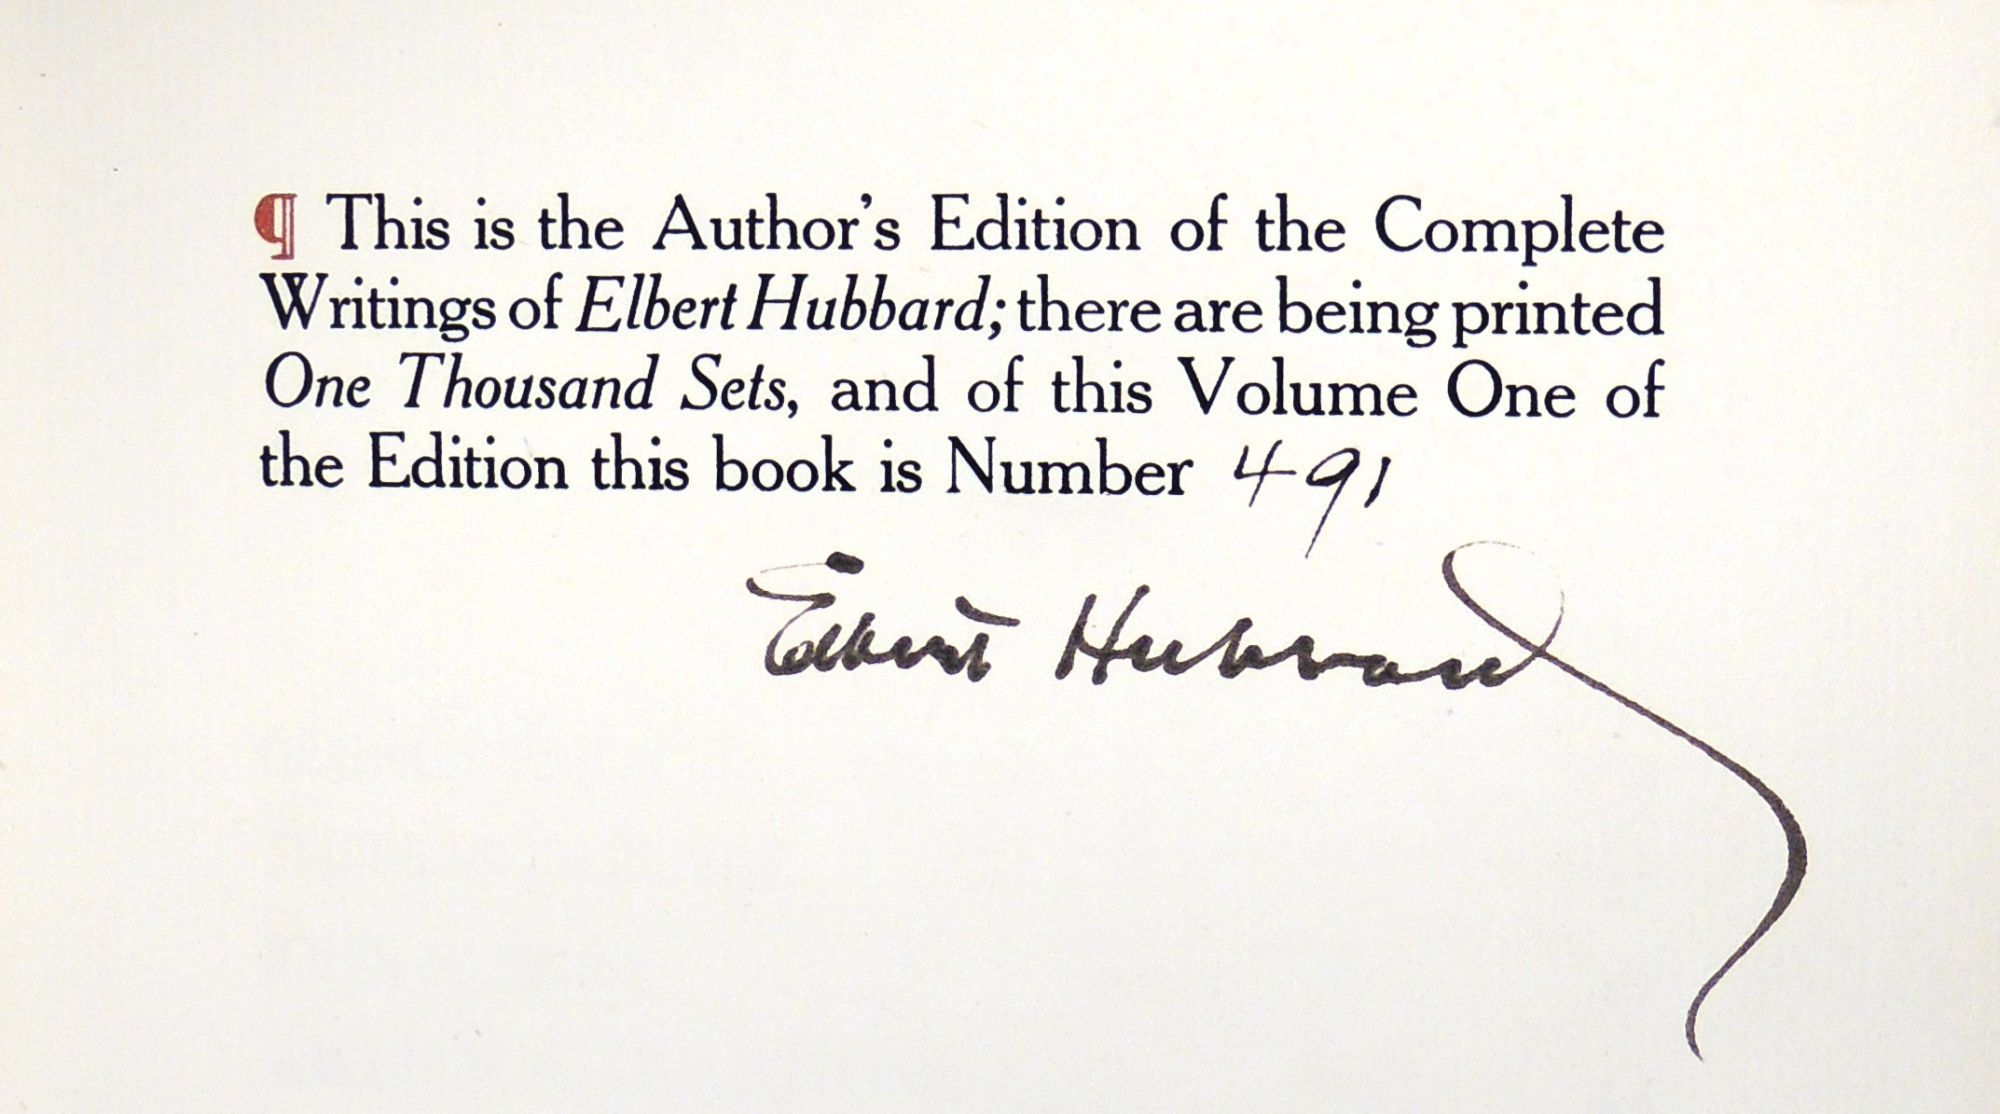 ¶ This is the Author's Edition of the Complete
Writings of Elbert Hubbard; there are being printed
One Thousand Sets, and of this Volume One of
the Edition this book is Number 491
Elbert Hubbard